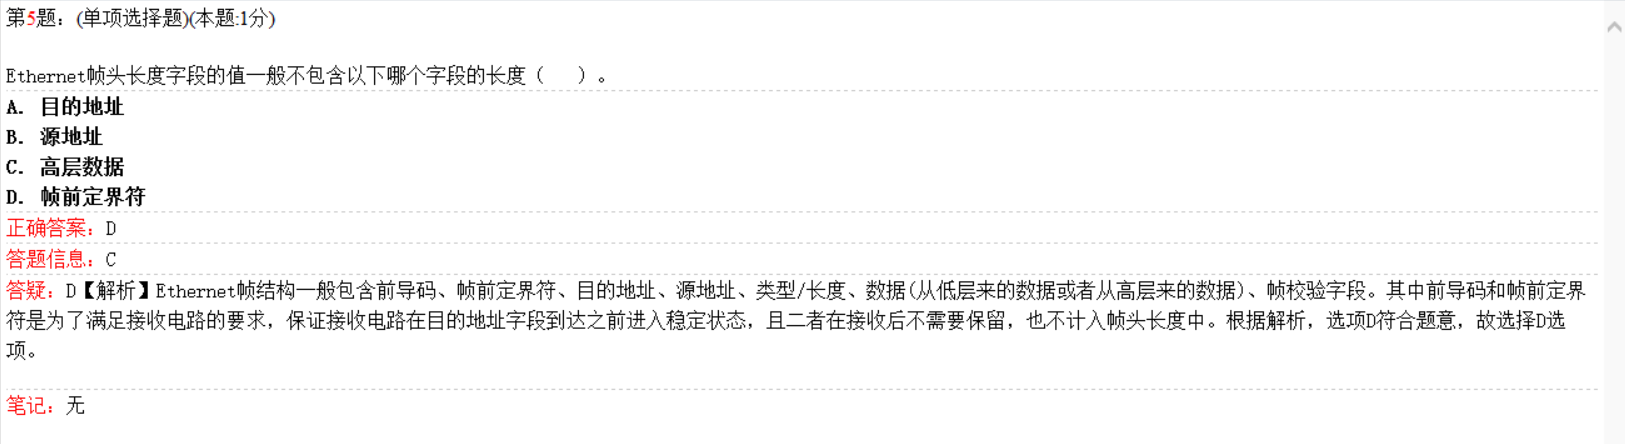 第5题：(单项选择题)(本题:1分)
Ethernet帧头长度字段的值一般不包含以下哪个字段的长度（　 ）。
A. 目的地址
B. 源地址
C. 高层数据
D. 帧前定界符
正确答案：D
答题信息：C
答疑：D【解析】Ethernet帧结构一般包含前导码、帧前定界符、目的地址、源地址、类型/长度、数据(从低层来的数据或者从高层来的数据)、帧校验字段。其中前导码和帧前定界
符是为了满足接收电路的要求，保证接收电路在目的地址字段到达之前进入稳定状态，且二者在接收后不需要保留，也不计入帧头长度中。根据解析，选项D符合题意，故选择D选
项。
笔记：无